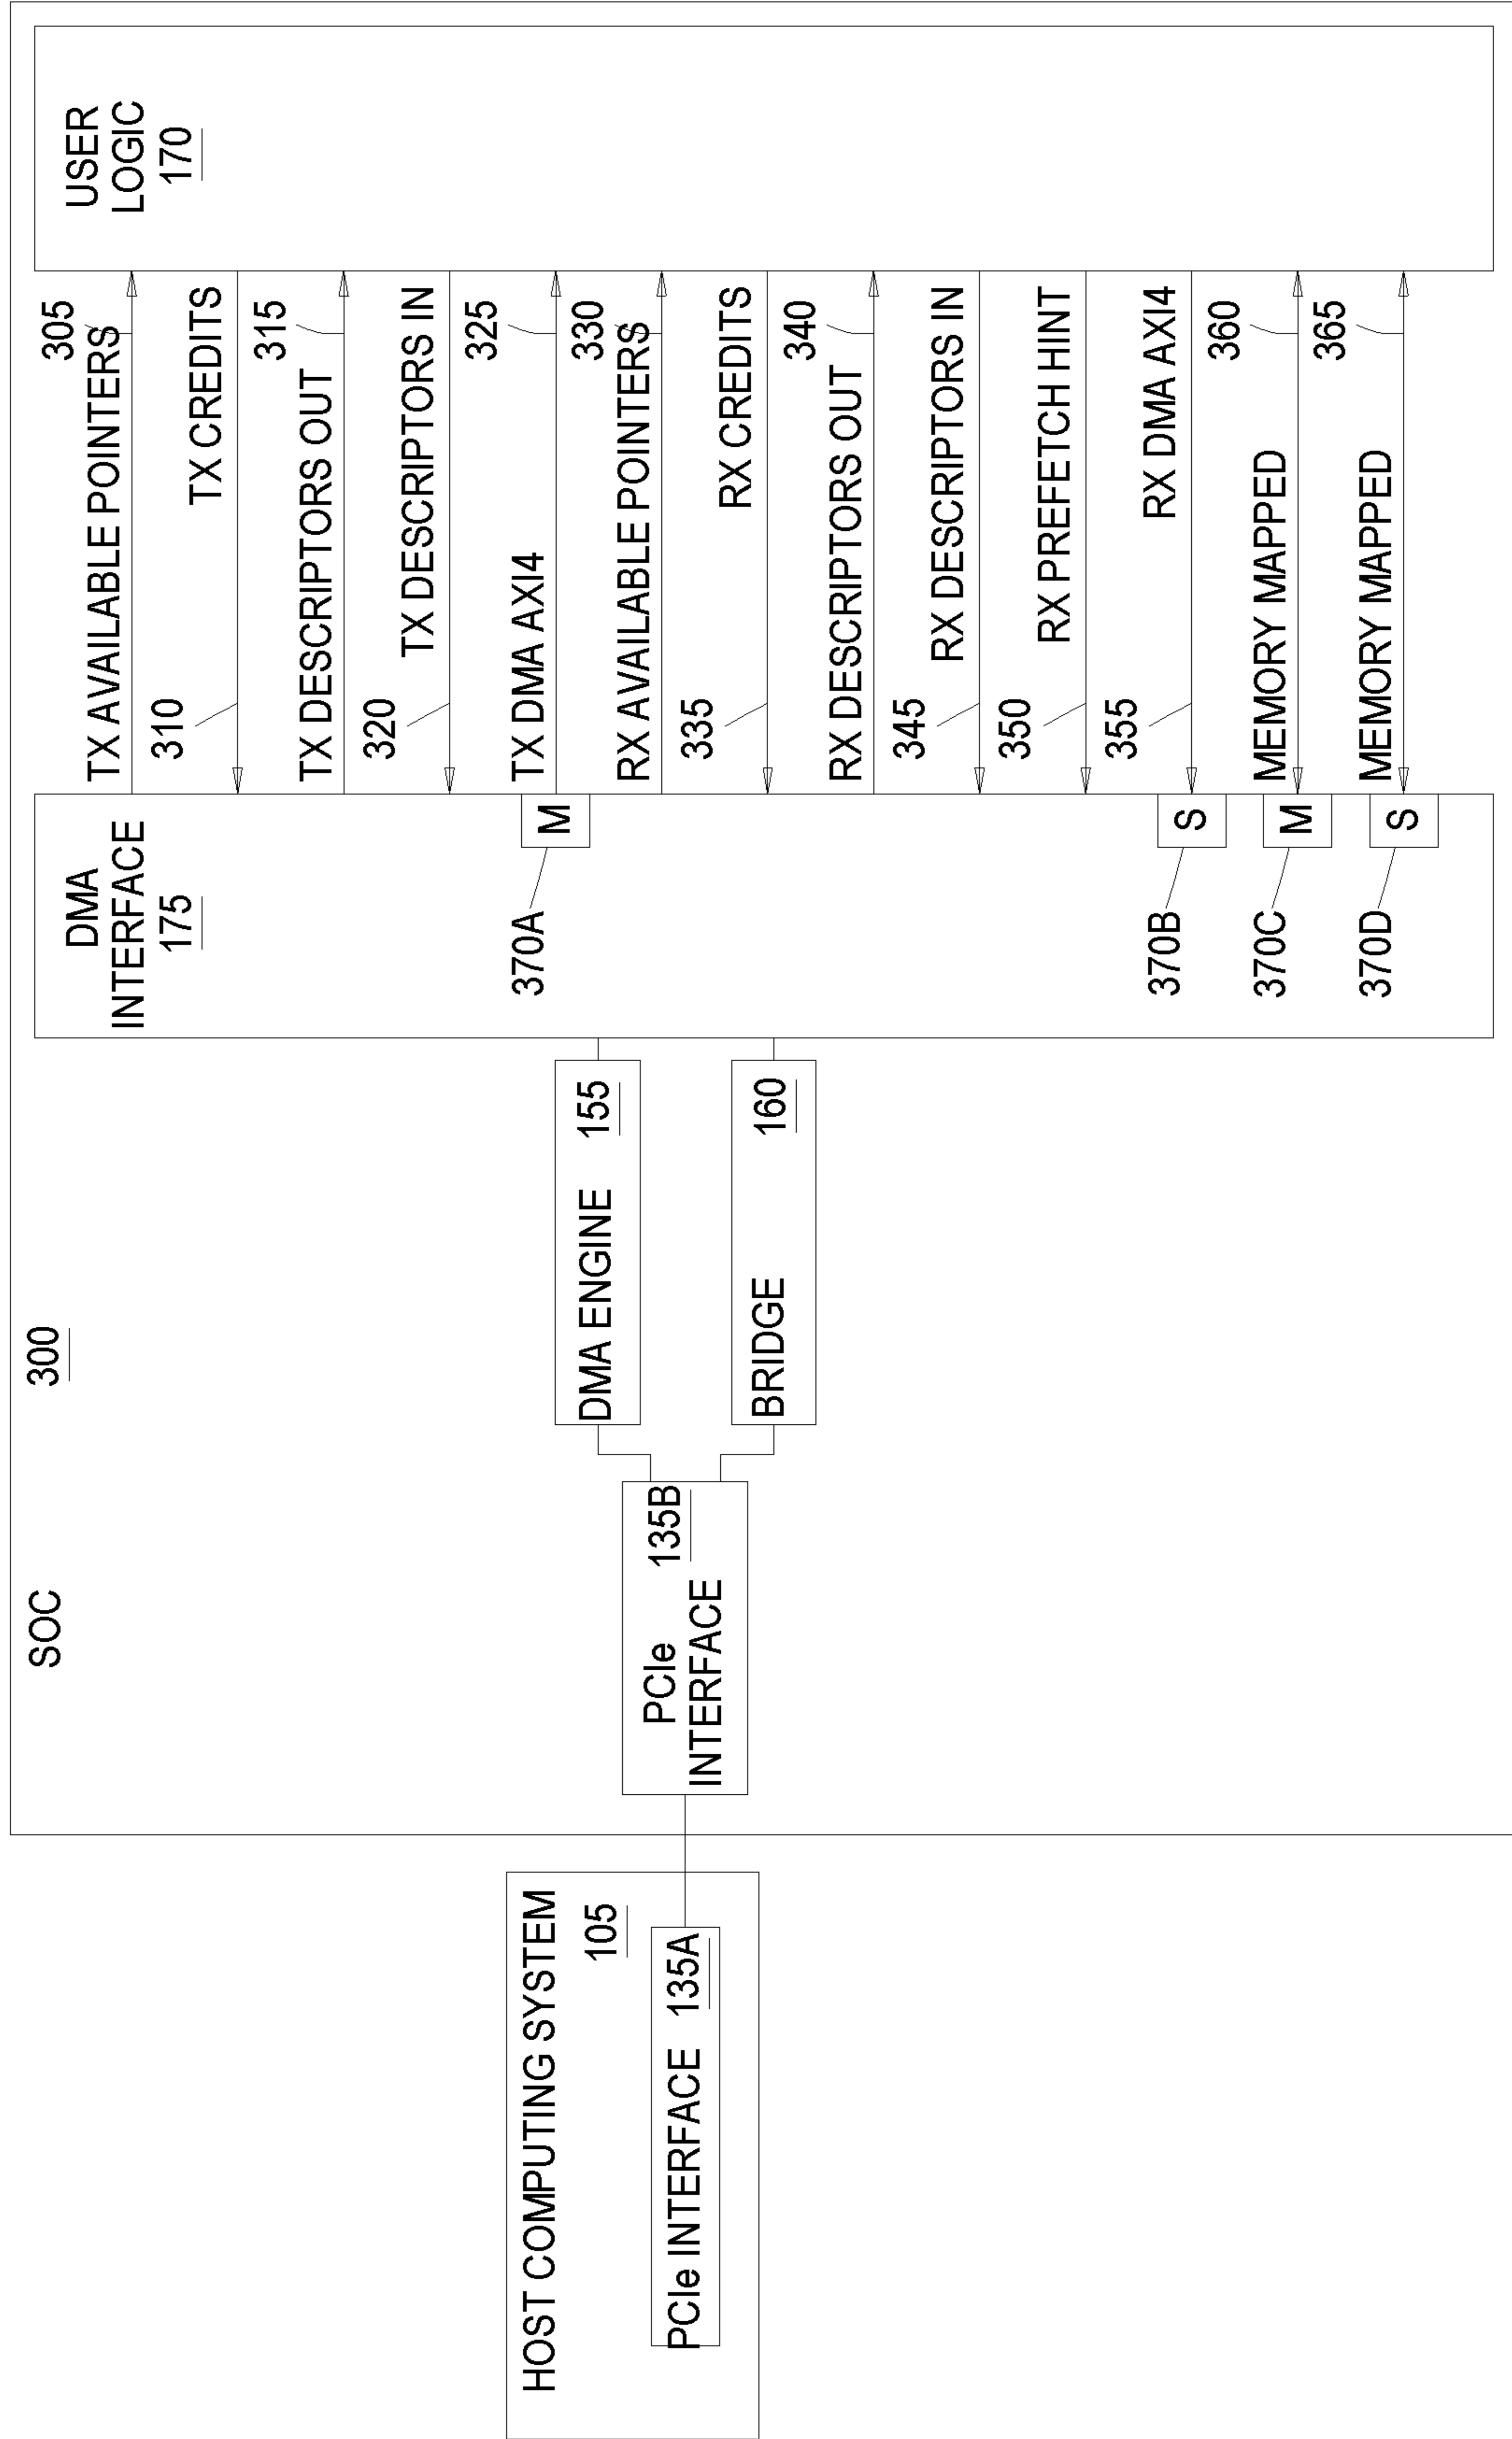 HOST COMPUTING SYSTEM
105
PCIe INTERFACE 135A
SOC
300
PCIe
INTERFACE
135B
DMA ENGINE 155
BRIDGE 160
DMA
INTERFACE
175
370A
M
370B
S
370C
M
370D
S
305
TX AVAILABLE POINTERS
310
TX CREDITS
315
TX DESCRIPTORS OUT
320
TX DESCRIPTORS IN
325
TX DMA AXI4
330
RX AVAILABLE POINTERS
335
RX CREDITS
340
RX DESCRIPTORS OUT
345
RX DESCRIPTORS IN
350
RX PREFETCH HINT
355
RX DMA AXI4
360
MEMORY MAPPED
365
MEMORY MAPPED
USER
LOGIC
170